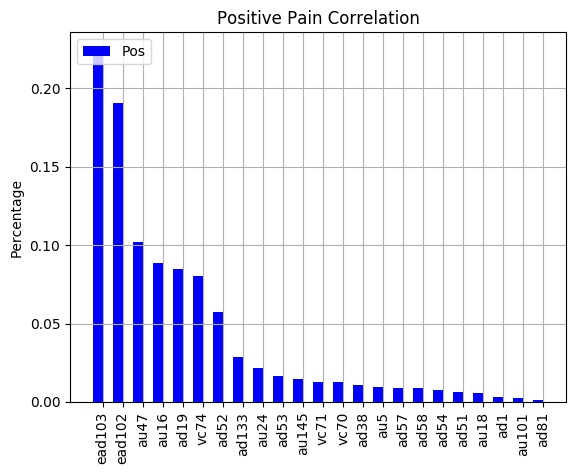 Positive Pain Correlation
Pos
Percentage
0.20
0.15
0.10
0.05
0.00
ead103
ead102
au47
au16
ad19
vc74
ad52
ad133
au24
ad53
au145
vc71
vc70
ad38
au5
ad57
ad58
ad54
ad51
au18
ad1
au101
ad81